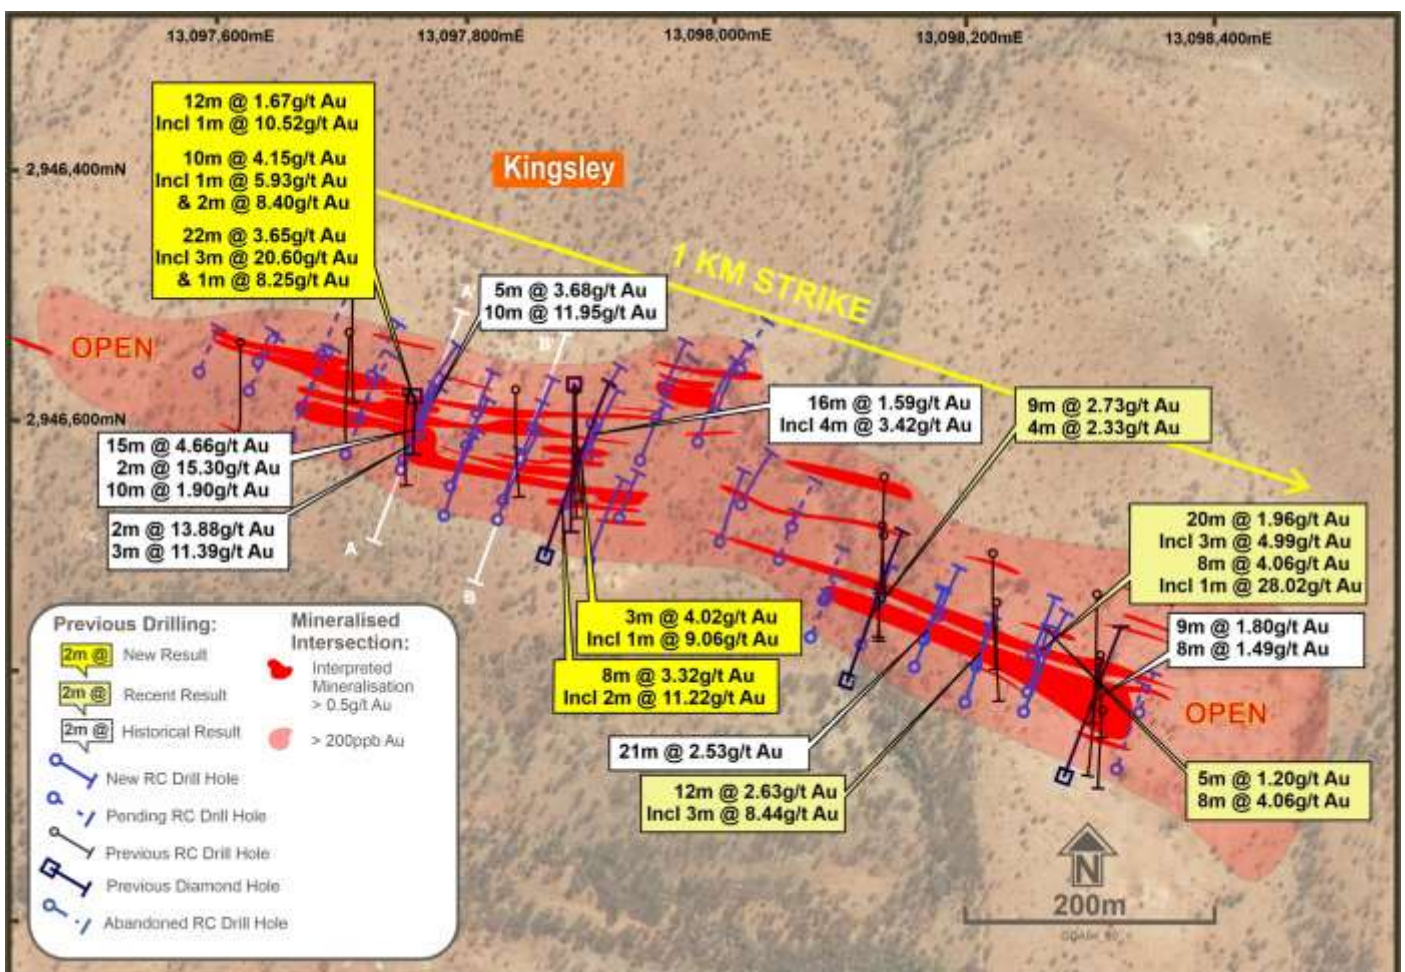 13,097,600mE
13,097,800mE
13,098,000mE
13,098,200mE
13,098,400mE
12m @ 1.67g/t Au
Incl 1m @ 10.52g/t Au
10m @ 4.15g/t Au
Incl 1m @ 5.93g/t Au
& 2m @ 8.40g/t Au
22m @ 3.65g/t Au
Incl 3m @ 20.60g/t Au
& 1m @ 8.25g/t Au
2,946,400mN
Kingsley
1 KM STRIKE
A'
5m @ 3.68g/t Au
10m @ 11.95g/t Au
B'
OPEN
2,946,600mN
16m @ 1.59g/t Au
Incl 4m @ 3.42g/t Au
9m @ 2.73g/t Au
4m @ 2.33g/t Au
15m @ 4.66g/t Au
2m @ 15.30g/t Au
10m @ 1.90g/t Au
2m @ 13.88g/t Au
3m @ 11.39g/t Au
A
B
20m @ 1.96g/t Au
Incl 3m @ 4.99g/t Au
8m @ 4.06g/t Au
Incl 1m @ 28.02g/t Au
3m @ 4.02g/t Au
Incl 1m @ 9.06g/t Au
9m @ 1.80g/t Au
8m @ 1.49g/t Au
8m @ 3.32g/t Au
Incl 2m @ 11.22g/t Au
OPEN
21m @ 2.53g/t Au
12m @ 2.63g/t Au
Incl 3m @ 8.44g/t Au
5m @ 1.20g/t Au
8m @ 4.06g/t Au
Previous Drilling:
2m @ New Result
2m @ Recent Result
2m @ Historical Result
New RC Drill Hole
Pending RC Drill Hole
Previous RC Drill Hole
Previous Diamond Hole
Abandoned RC Drill Hole
Mineralised
Intersection:
Interpreted
Mineralisation
> 0.5g/t Au
> 200ppb Au
N
200m